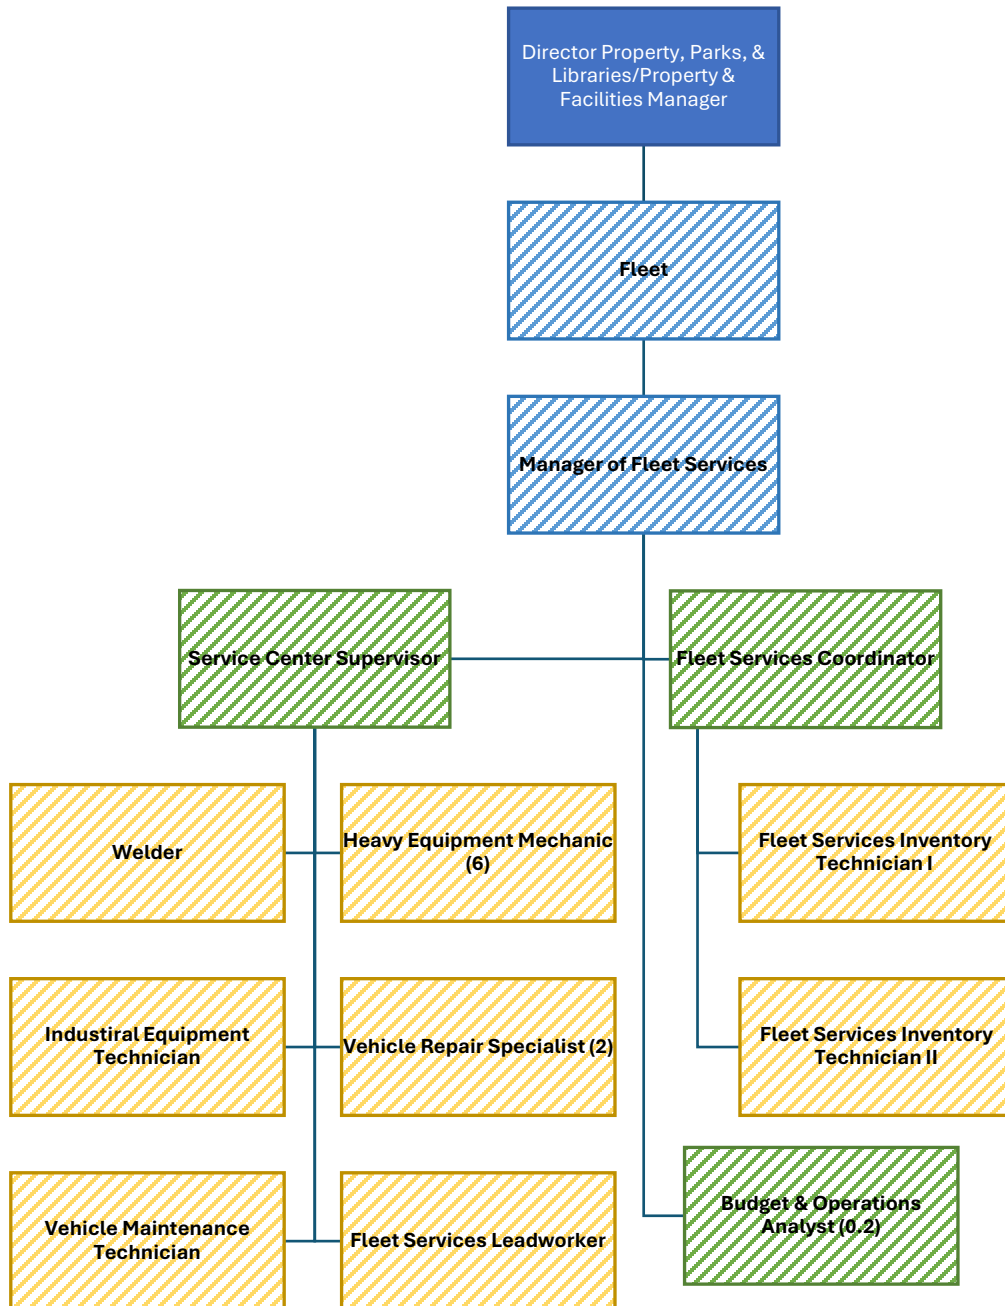 Director Property, Parks, &
Libraries/Property &
Facilities Manager
Fleet
Manager of Fleet Services
Service Center Supervisor
Fleet Services Coordinator
Welder
Heavy Equipment Mechanic
(6)
Fleet Services Inventory
Technician I
Industiral Equipment
Technician
Vehicle Repair Specialist (2)
Fleet Services Inventory
Technician II
Vehicle Maintenance
Technician
Fleet Services Leadworker
Budget & Operations
Analyst (0.2)